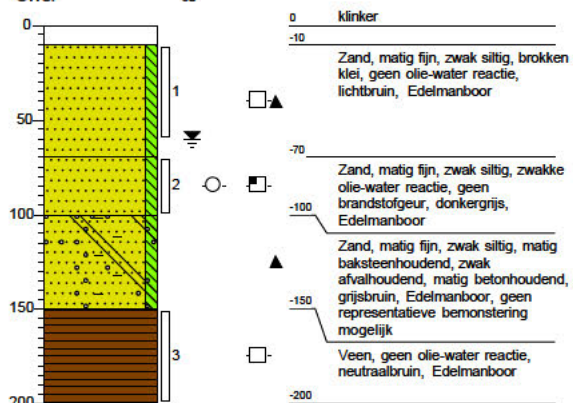 0
50
100
150
200
1
2
3
0 klinker
-10
Zand, matig fijn, zwak siltig, brokken
klei, geen olie-water reactie,
lichtbruin, Edelmanboor
-70
Zand, matig fijn, zwak siltig, zwakke
olie-water reactie, geen
brandstofgeur, donkergrijs,
Edelmanboor
-100
Zand, matig fijn, zwak siltig, matig
baksteenhoudend, zwak
afvalhoudend, matig betonhoudend,
grijsbruin, Edelmanboor, geen
representatieve bemonstering
mogelijk
-150
Veen, geen olie-water reactie,
neutraalbruin, Edelmanboor
-200